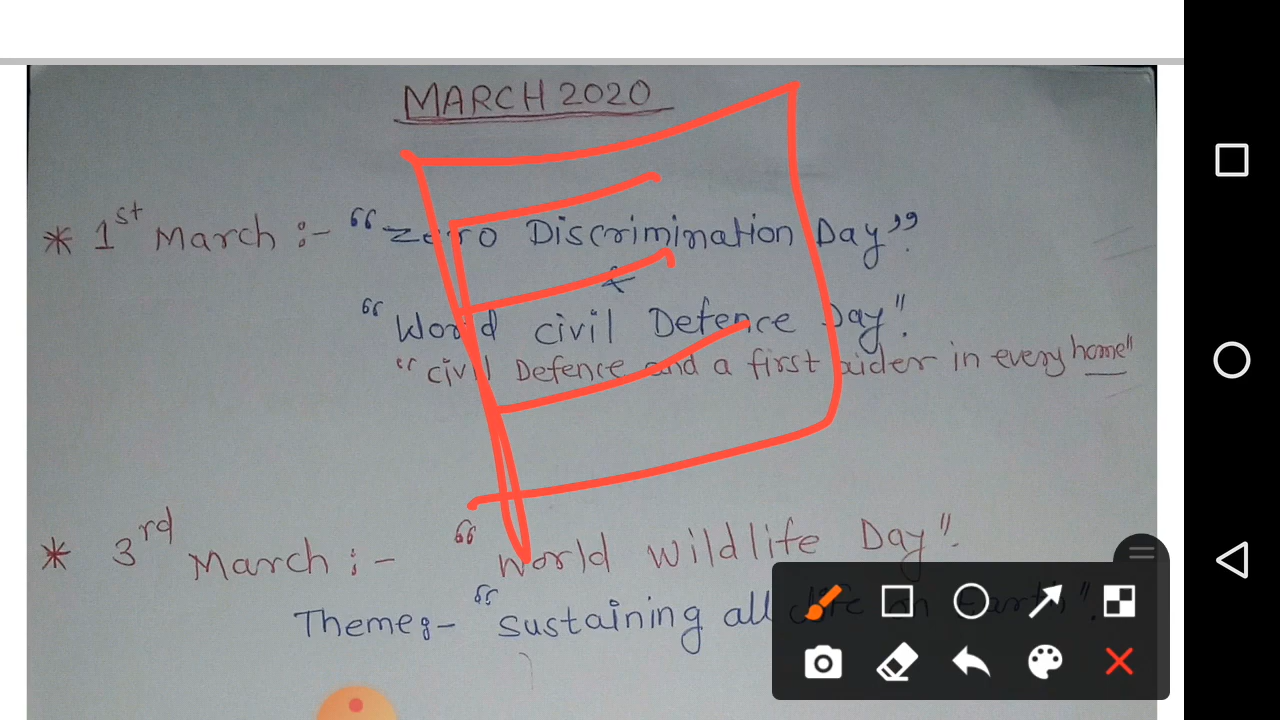 MARCH 2020
* 1st March :- "Zero Discrimination Day".
&
"World civil Defence Day".
"civil Defence and a first aider in every home"
* 3rd March :- "World Wildlife Day".
Theme:- "sustaining all life on Earth".